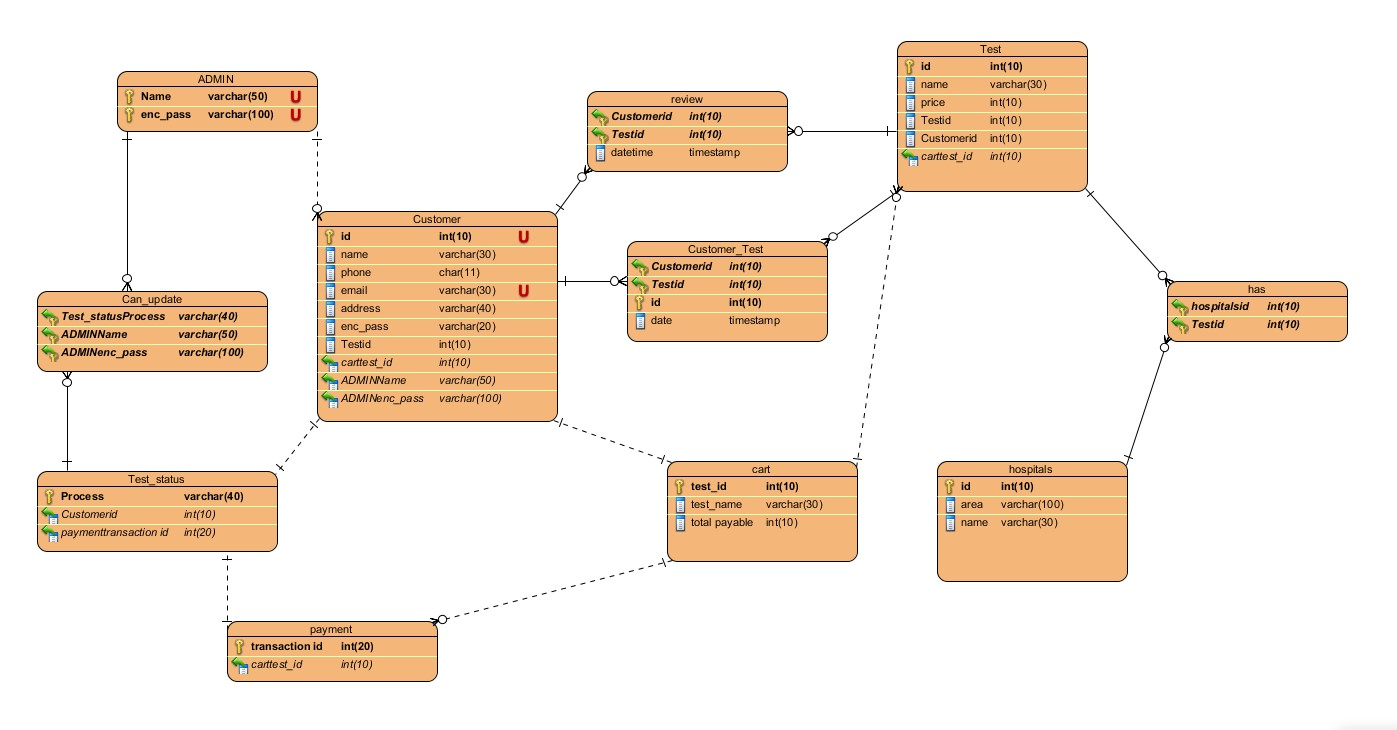 ADMIN
Name varchar(50) U
enc_pass varchar(100) U
review
Customerid int(10)
Testid int(10)
datetime timestamp
Test
id int(10)
name varchar(30)
price int(10)
Testid int(10)
Customerid int(10)
carttest_id int(10)
Customer
id int(10) U
name varchar(30)
phone char(11)
email varchar(30) U
address varchar(40)
enc_pass varchar(20)
Testid int(10)
carttest_id int(10)
ADMINName varchar(50)
ADMINenc_pass varchar(100)
Customer_Test
Customerid int(10)
Testid int(10)
id int(10)
date timestamp
Can_update
Test_statusProcess varchar(40)
ADMINName varchar(50)
ADMINenc_pass varchar(100)
has
hospitalsid int(10)
Testid int(10)
Test_status
Process varchar(40)
Customerid int(10)
paymenttransaction id int(20)
cart
test_id int(10)
test_name varchar(30)
total payable int(10)
hospitals
id int(10)
area varchar(100)
name varchar(30)
payment
transaction id int(20)
carttest_id int(10)